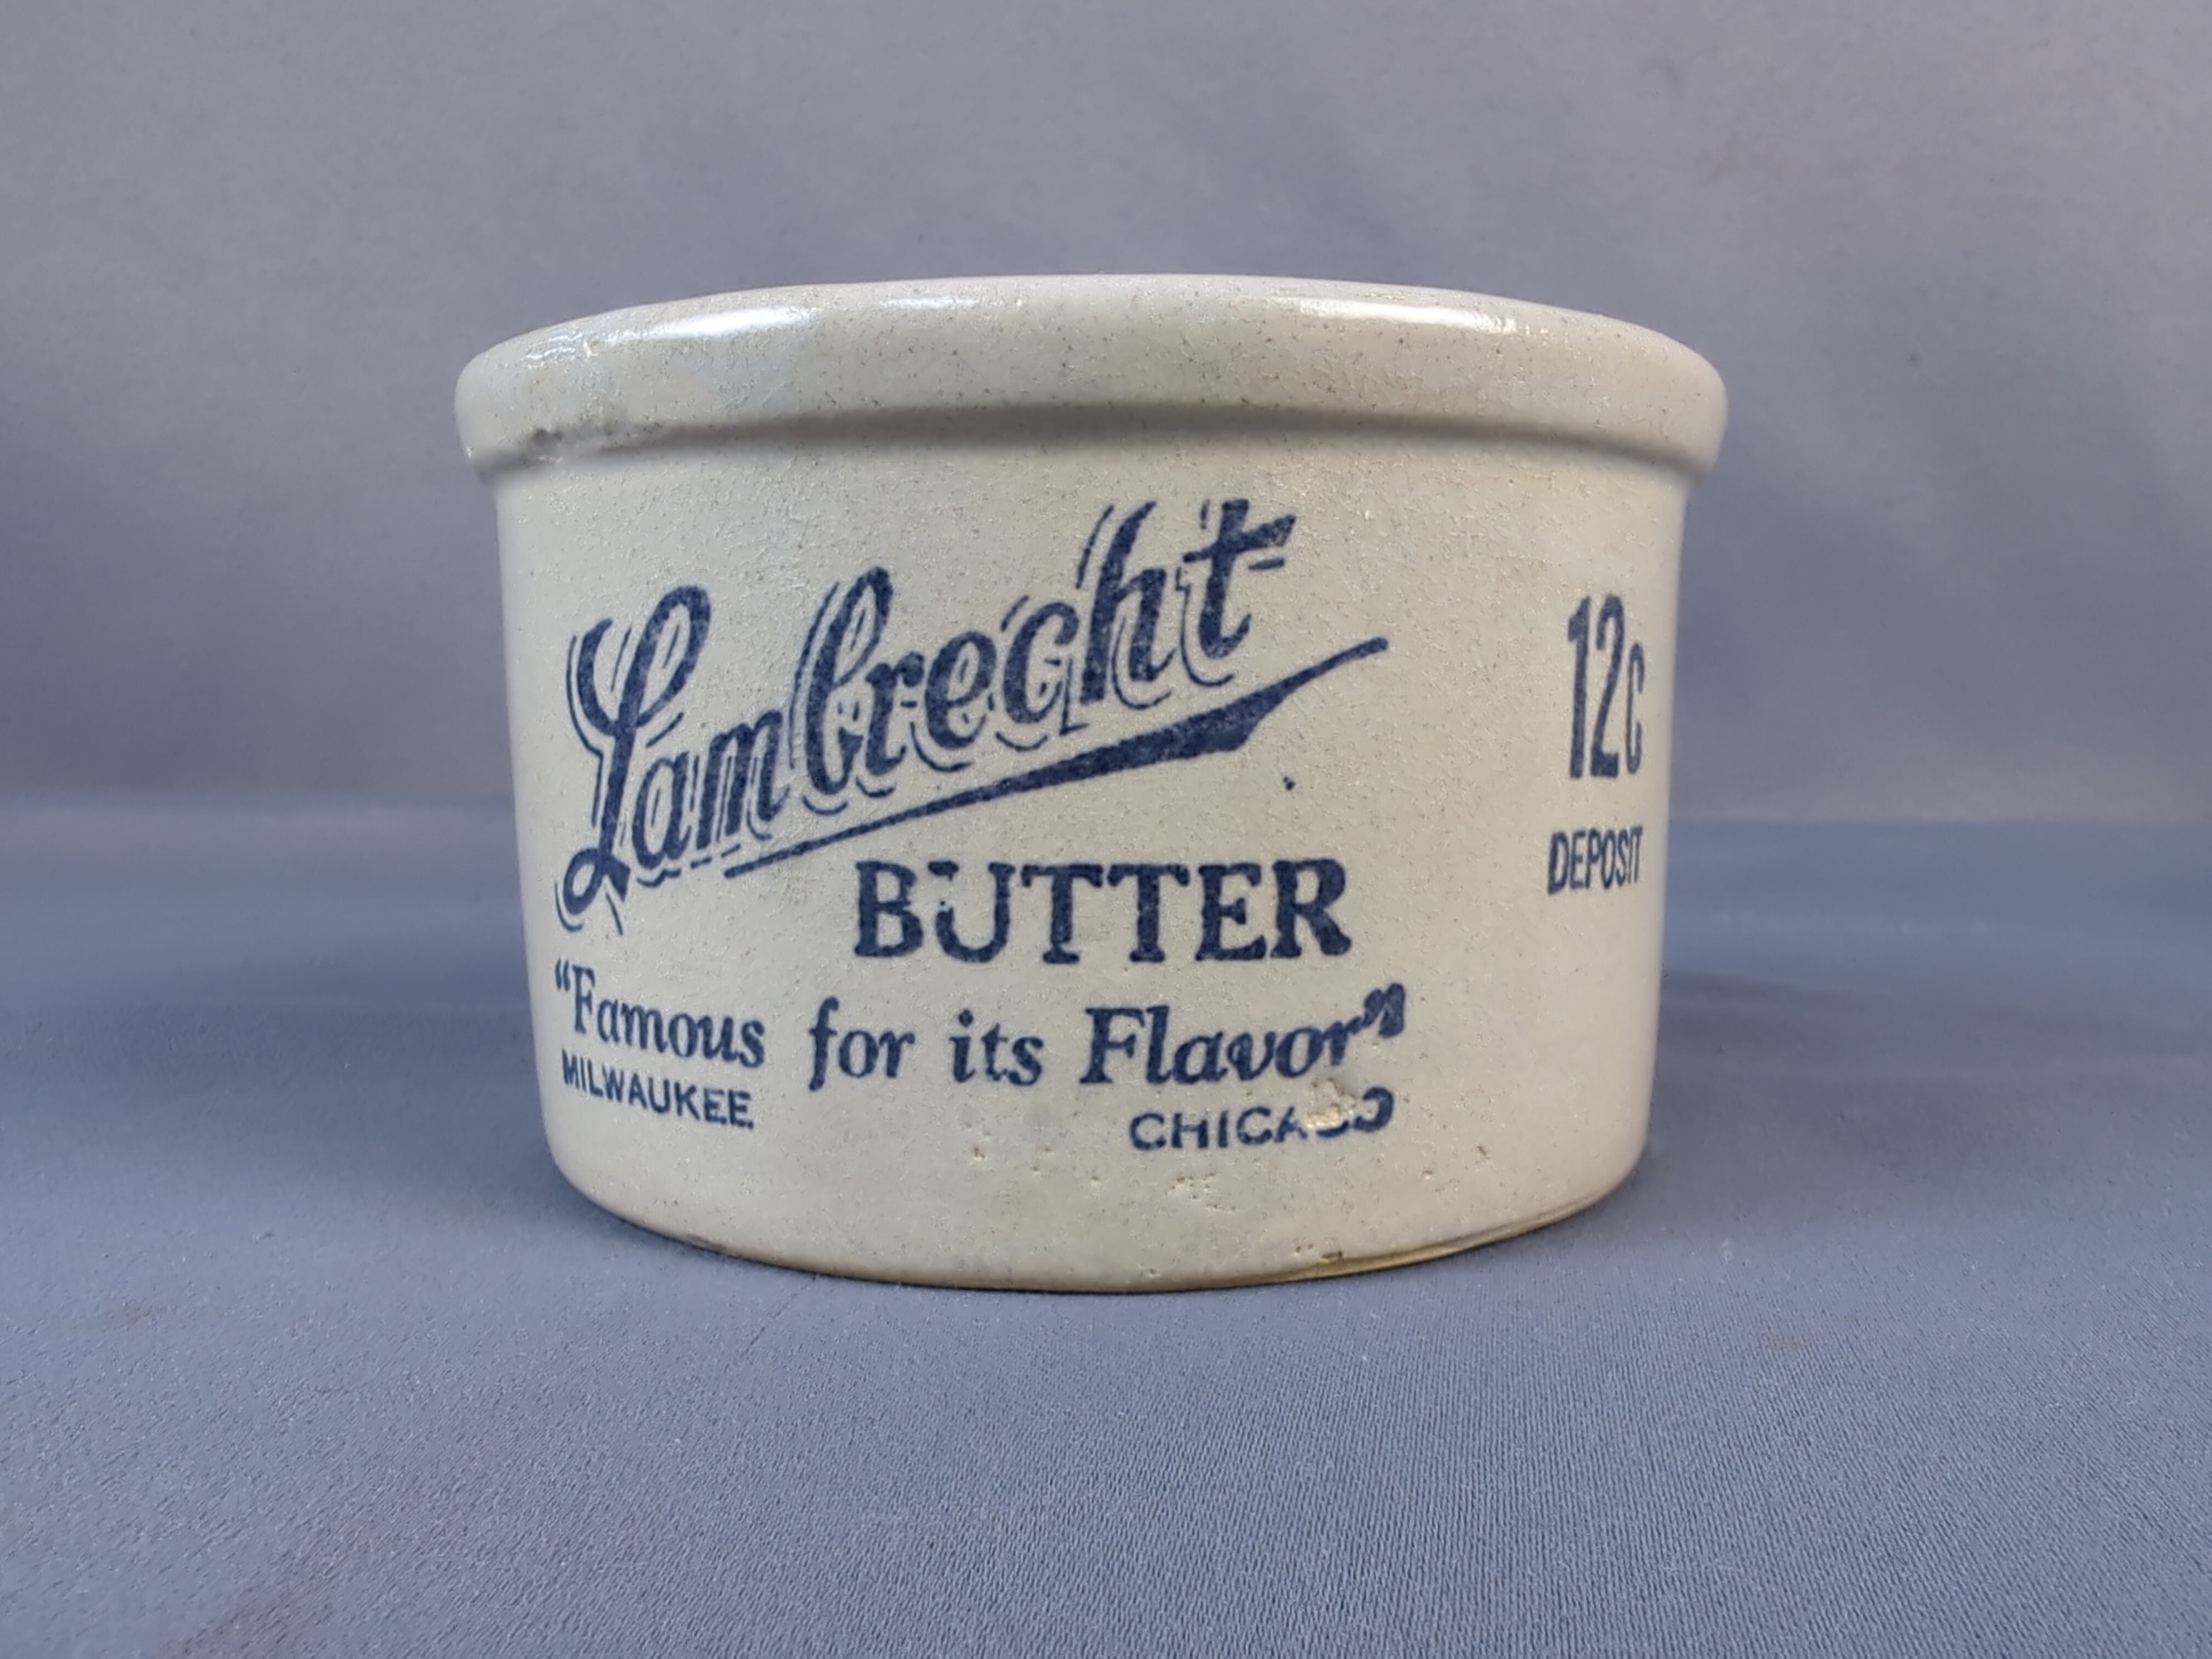 Lambrecht
BUTTER
“Famous for its Flavor”
MILWAUKEE
CHICAGO
12c
DEPOSIT